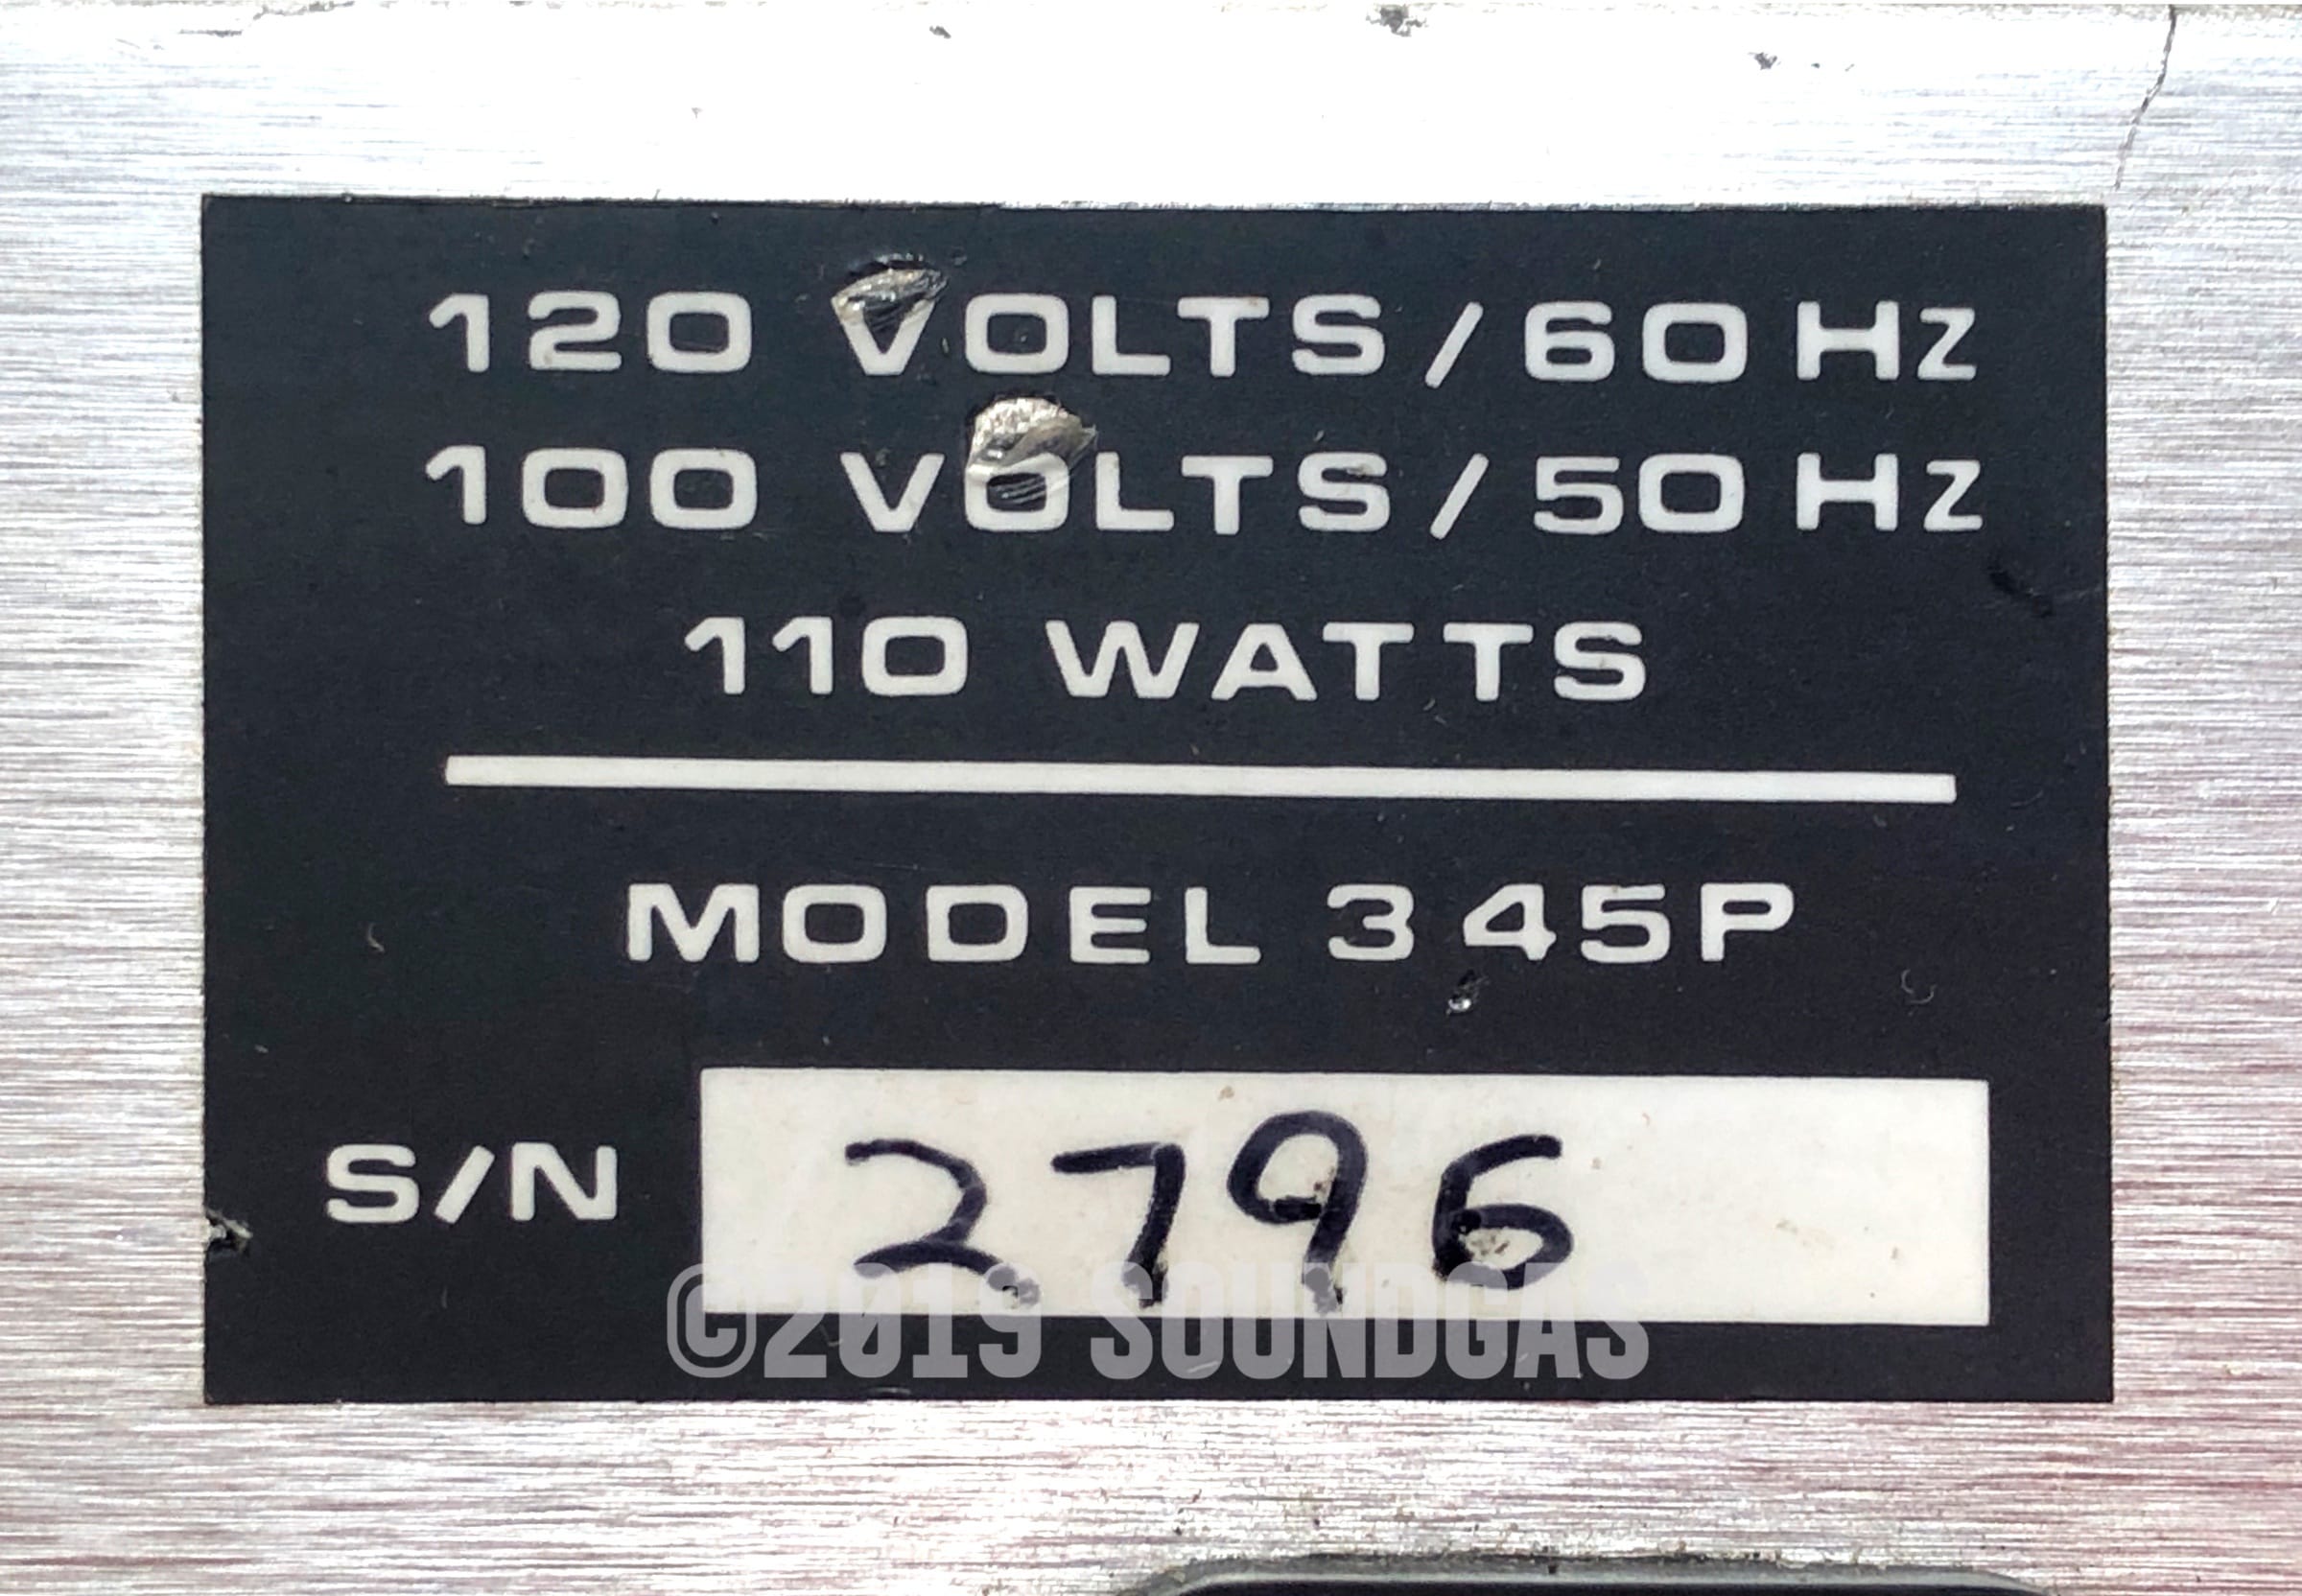 120 VOLTS/60 Hz
100 VOLTS/50 Hz
110 WATTS
MODEL 345P
S/N 2796
©2019 SOUNDGAS